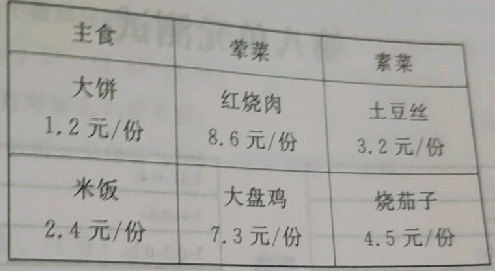 主食 荤菜 素菜
大饼 红烧肉 土豆丝
1.2元/份 8.6元/份 3.2元/份
米饭 大盘鸡 烧茄子
2.4元/份 7.3元/份 4.5元/份